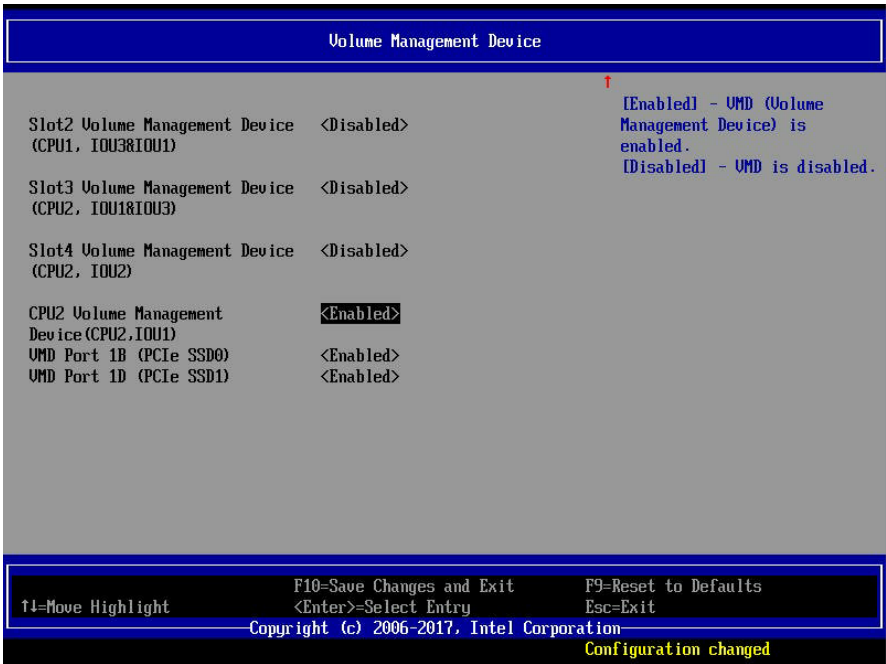 Volume Management Device
↑
Slot2 Volume Management Device <Disabled>
(CPU1, IOU3&IOU1)
Slot3 Volume Management Device <Disabled>
(CPU2, IOU1&IOU3)
Slot4 Volume Management Device <Disabled>
(CPU2, IOU2)
CPU2 Volume Management <Enabled>
Device(CPU2,IOU1)
VMD Port 1B (PCIe SSD0) <Enabled>
VMD Port 1D (PCIe SSD1) <Enabled>
[Enabled] - VMD (Volume
Management Device) is
enabled.
[Disabled] - VMD is disabled.
F10=Save Changes and Exit F9=Reset to Defaults
↑↓=Move Highlight <Enter>=Select Entry Esc=Exit
Copyright (c) 2006-2017, Intel Corporation
Configuration changed